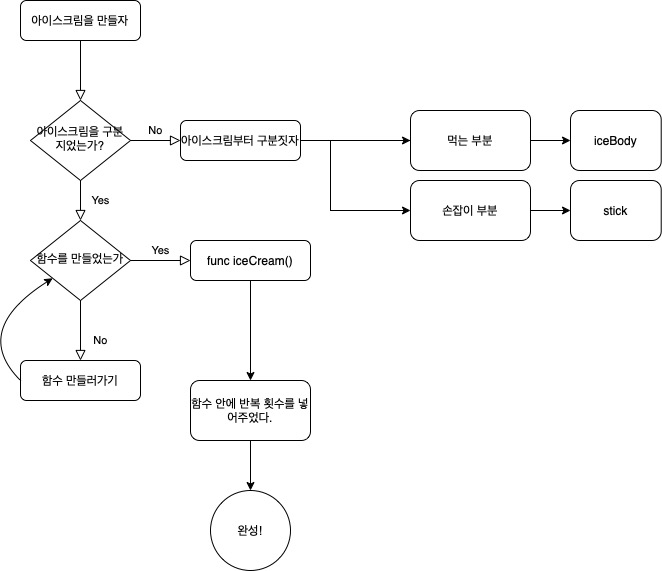 아이스크림을 만들자
아이스크림을 구분
지었는가?
No
아이스크림부터 구분짓자
먹는 부분
iceBody
손잡이 부분
stick
Yes
함수를 만들었는가
Yes
func iceCream()
No
함수 만들러가기
함수 안에 반복 횟수를 넣
어주었다.
완성!